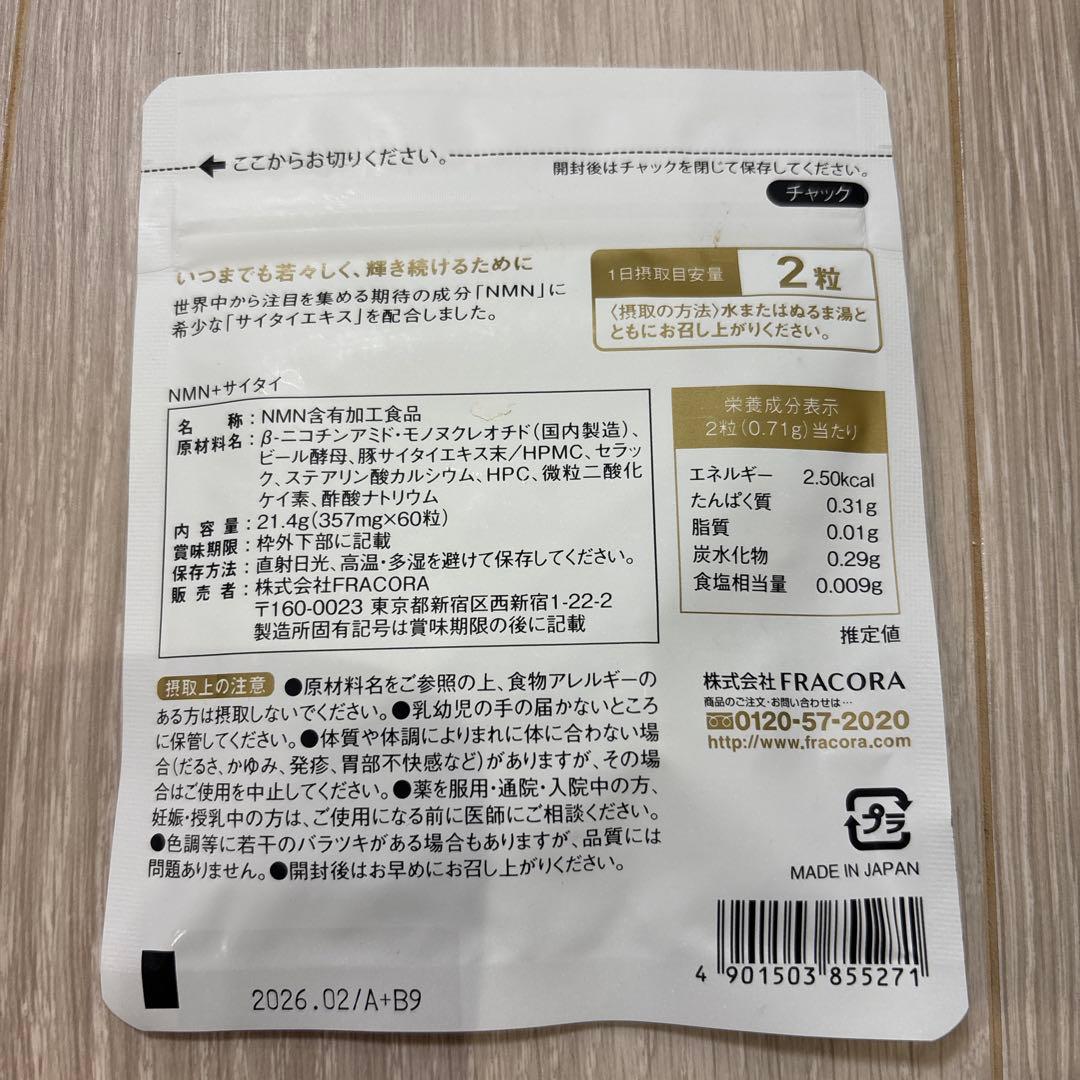 ここからお切りください。
開封後はチャックを閉じて保存してください。
チャック
いつまでも若々しく、輝き続けるために
世界中から注目を集める期待の成分「NMN」に
希少な「サイタイエキス」を配合しました。
1日摂取目安量 2粒
〈摂取の方法〉水またはぬるま湯と
ともにお召し上がりください。
NMN+サイタイ
名称:NMN含有加工食品
原材料名:β-ニコチンアミド・モノヌクレオチド(国内製造)、
ビール酵母、豚サイタイエキス末/HPMC、セラッ
ク、ステアリン酸カルシウム、HPC、微粒二酸化
ケイ素、酢酸ナトリウム
内容量:21.4g(357mg×60粒)
賞味期限:枠外下部に記載
保存方法:直射日光、高温・多湿を避けて保存してください。
販売者:株式会社FRACORA
〒160-0023 東京都新宿区西新宿1-22-2
製造所固有記号は賞味期限の後に記載
栄養成分表示
2粒(0.71g)当たり
エネルギー 2.50kcal
たんぱく質 0.31g
脂質 0.01g
炭水化物 0.29g
食塩相当量 0.009g
推定値
摂取上の注意 ●原材料名をご参照の上、食物アレルギーの
ある方は摂取しないでください。●乳幼児の手の届かないところ
に保管してください。●体質や体調によりまれに体に合わない場
合(だるさ、かゆみ、発疹、胃部不快感など)がありますが、その場
合はご使用を中止してください。●薬を服用・通院・入院中の方、
妊娠・授乳中の方は、ご使用になる前に医師にご相談ください。
●色調等に若干のバラツキがある場合もありますが、品質には
問題ありません。●開封後はお早めにお召し上がりください。
株式会社FRACORA
商品のご注文・お問い合わせは…
0120-57-2020
http://www.fracora.com
プラ
MADE IN JAPAN
4 901503 855271
2026.02/A+B9